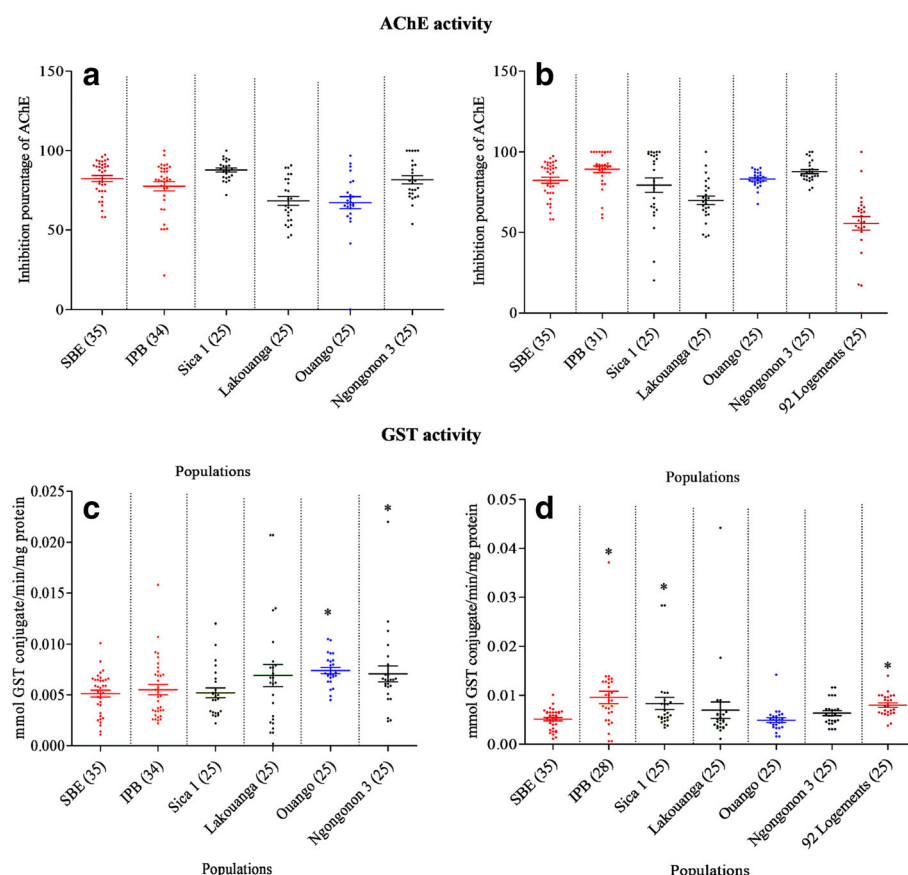 AChE activity
a
150
100
50
0
Inhibition pourcentage of AChE
SBE (35)
IPB (34)
Sica 1 (25)
Lakouanga (25)
Ouango (25)
Ngongonon 3 (25)
Populations
b
150
100
50
0
Inhibition pourcentage of AChE
SBE (35)
IPB (31)
Sica 1 (25)
Lakouanga (25)
Ouango (25)
Ngongonon 3 (25)
92 Logements (25)
Populations
GST activity
c
0.025
0.020
0.015
0.010
0.005
0.000
mmol GST conjugate/min/mg protein
*
*
SBE (35)
IPB (34)
Sica 1 (25)
Lakouanga (25)
Ouango (25)
Ngongonon 3 (25)
Populations
d
0.05
0.04
0.03
0.02
0.01
0.00
mmol GST conjugate/min/mg protein
*
*
*
SBE (35)
IPB (28)
Sica 1 (25)
Lakouanga (25)
Ouango (25)
Ngongonon 3 (25)
92 Logements (25)
Populations